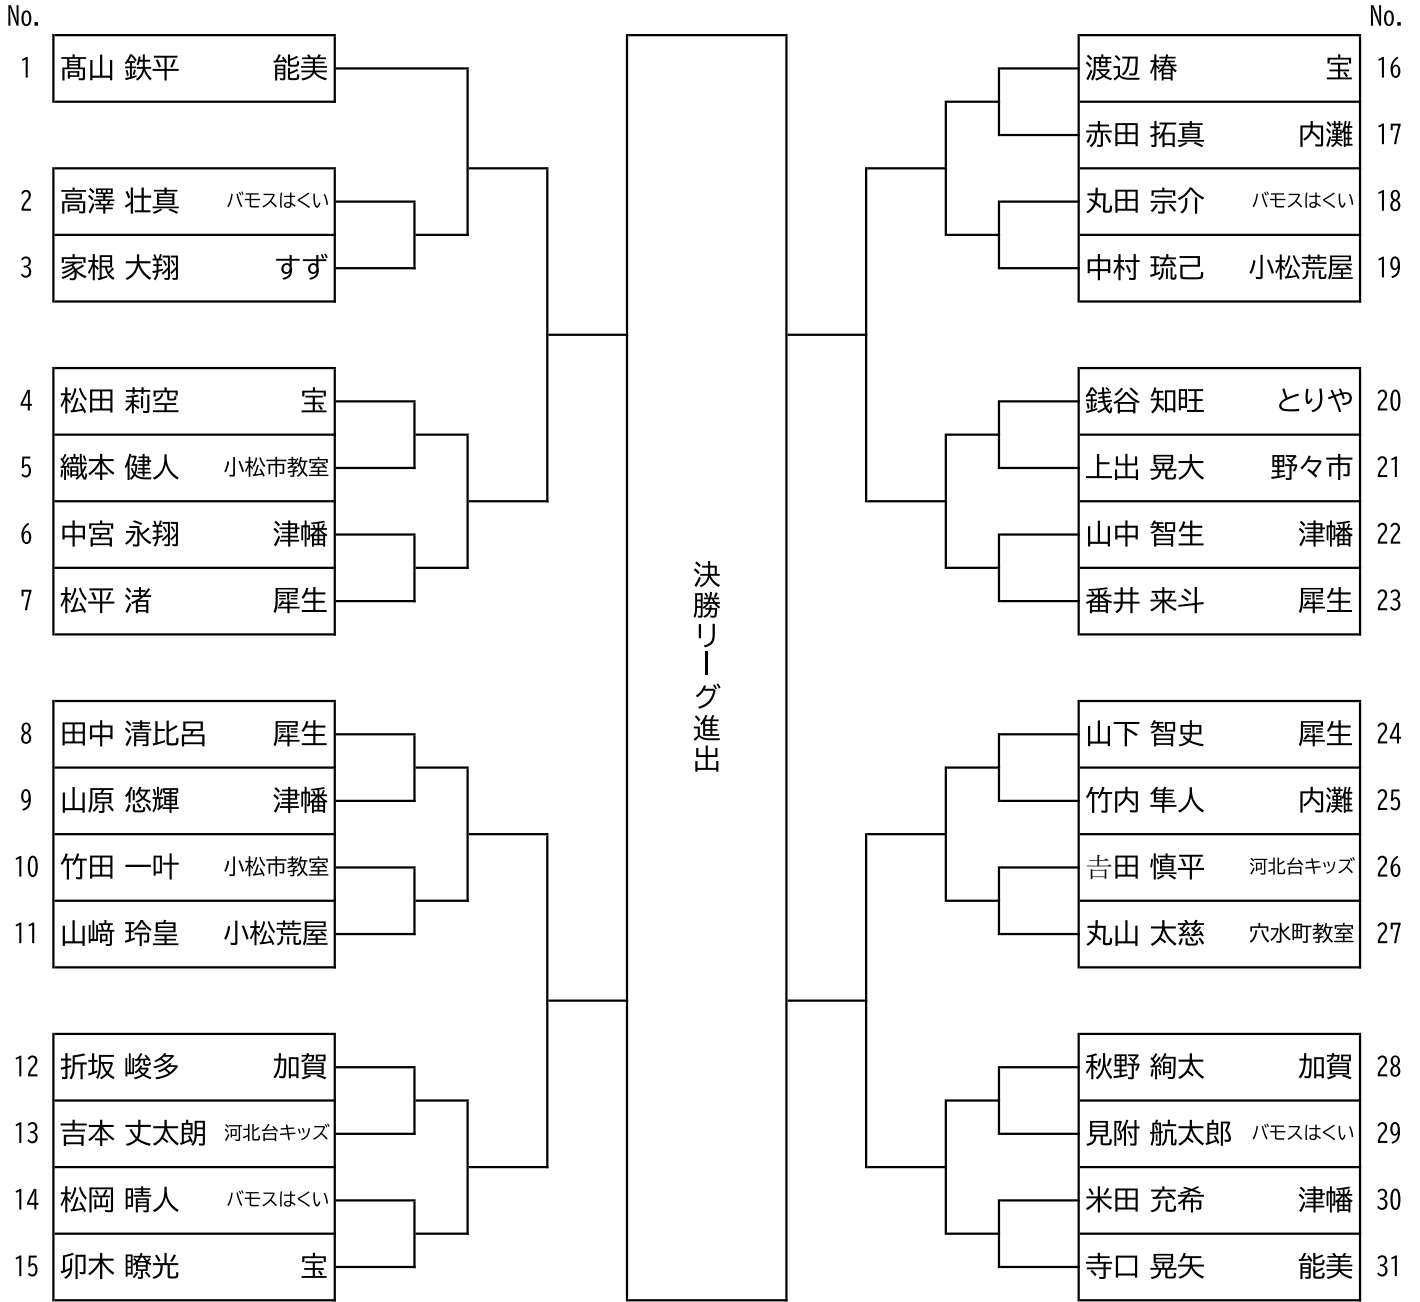 No.
1 髙山 鉄平 能美
2 高澤 壮真 バモスはくい
3 家根 大翔 すず
4 松田 莉空 宝
5 織本 健人 小松市教室
6 中宮 永翔 津幡
7 松平 渚 犀生
8 田中 清比呂 犀生
9 山原 悠輝 津幡
10 竹田 一叶 小松市教室
11 山﨑 玲皇 小松荒屋
12 折坂 峻多 加賀
13 吉本 丈太朗 河北台キッズ
14 松岡 晴人 バモスはくい
15 卯木 瞭光 宝
決勝リーグ進出
No.
渡辺 椿 宝 16
赤田 拓真 内灘 17
丸田 宗介 バモスはくい 18
中村 琉己 小松荒屋 19
銭谷 知旺 とりや 20
上出 晃大 野々市 21
山中 智生 津幡 22
番井 来斗 犀生 23
山下 智史 犀生 24
竹内 隼人 内灘 25
𠮷田 慎平 河北台キッズ 26
丸山 太慈 穴水町教室 27
秋野 絢太 加賀 28
見附 航太郎 バモスはくい 29
米田 充希 津幡 30
寺口 晃矢 能美 31